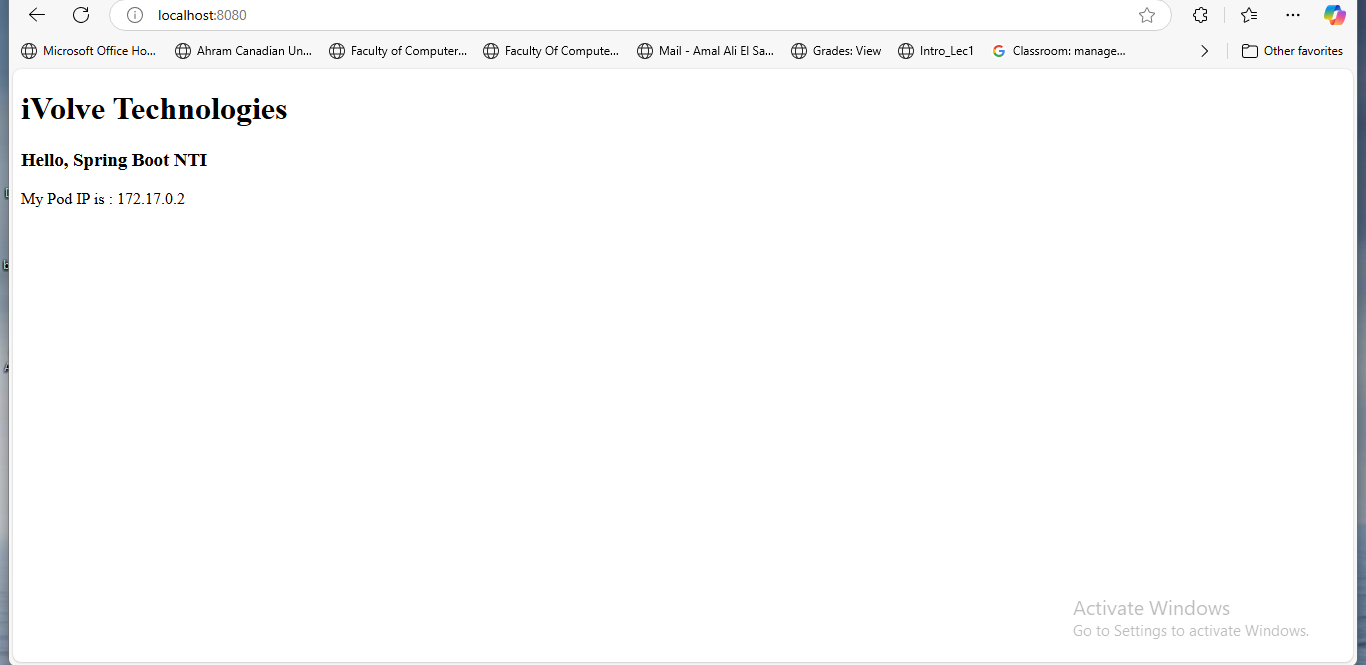 localhost:8080
Microsoft Office Ho... Ahram Canadian Un... Faculty of Computer... Faculty Of Compute... Mail - Amal Ali El Sa... Grades: View Intro_Lec1 Classroom: manage... Other favorites
iVolve Technologies
Hello, Spring Boot NTI
My Pod IP is : 172.17.0.2
Activate Windows
Go to Settings to activate Windows.